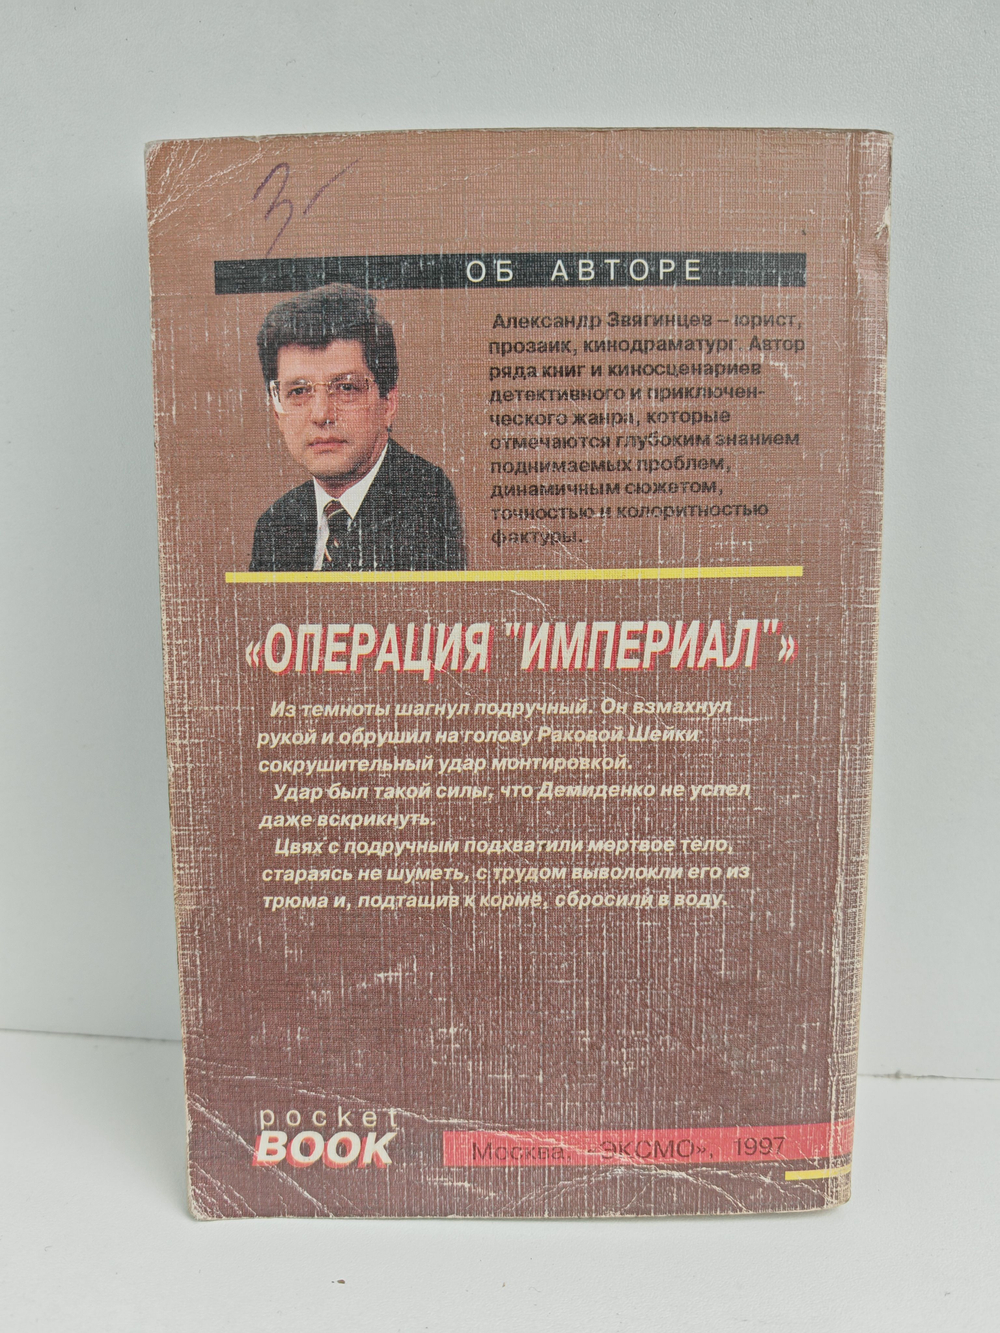 3-
ОБ АВТОРЕ
Александр Звягинцев – юрист,
прозаик, кинодраматург. Автор
ряда книг и киносценариев
детективного и приключен-
ческого жанра, которые
отмечаются глубоким знанием
поднимаемых проблем,
динамичным сюжетом,
точностью и колоритностью
фактуры.
«ОПЕРАЦИЯ "ИМПЕРИАЛ"»
Из темноты шагнул подручный. Он взмахнул
рукой и обрушил на голову Раковой Шейки
сокрушительный удар монтировкой.
Удар был такой силы, что Демиденко не успел
даже вскрикнуть.
Цвях с подручным подхватили мертвое тело,
стараясь не шуметь, с трудом выволокли его из
трюма и, подтащив к корме, сбросили в воду.
pocket
BOOK
Москва, «ЭКСМО», 1997